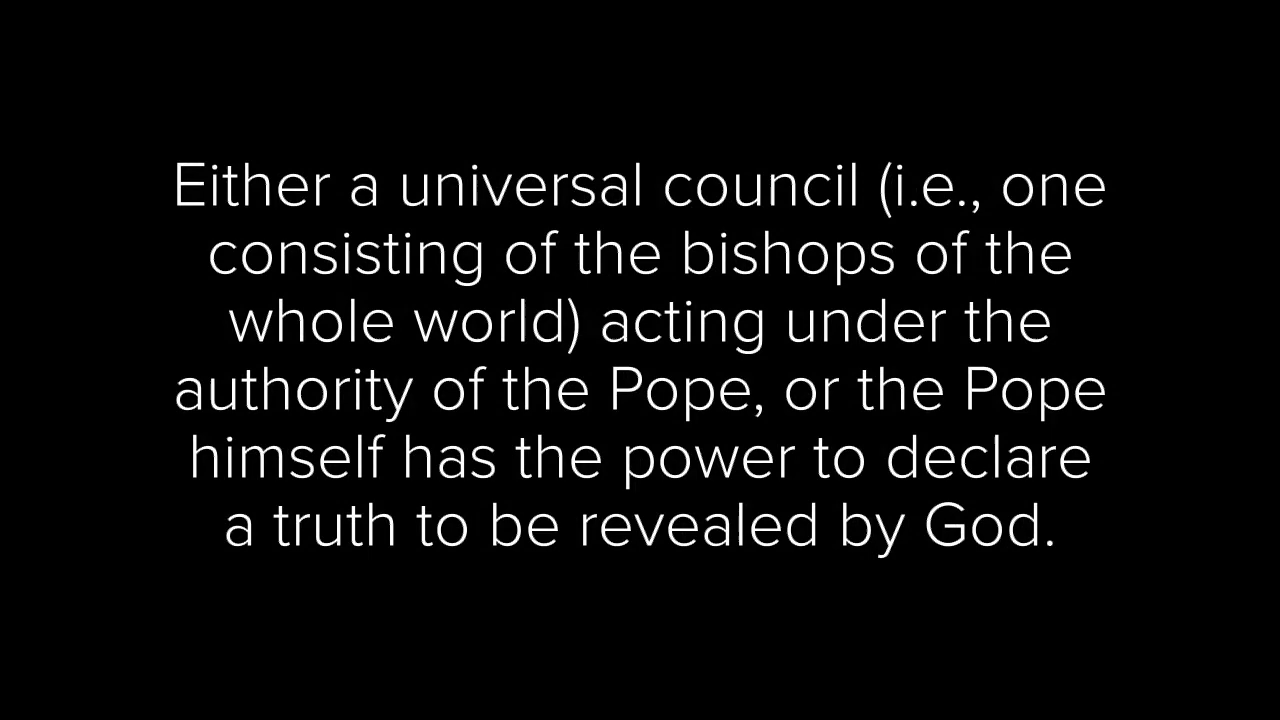 Either a universal council (i.e., one
consisting of the bishops of the
whole world) acting under the
authority of the Pope, or the Pope
himself has the power to declare
a truth to be revealed by God.